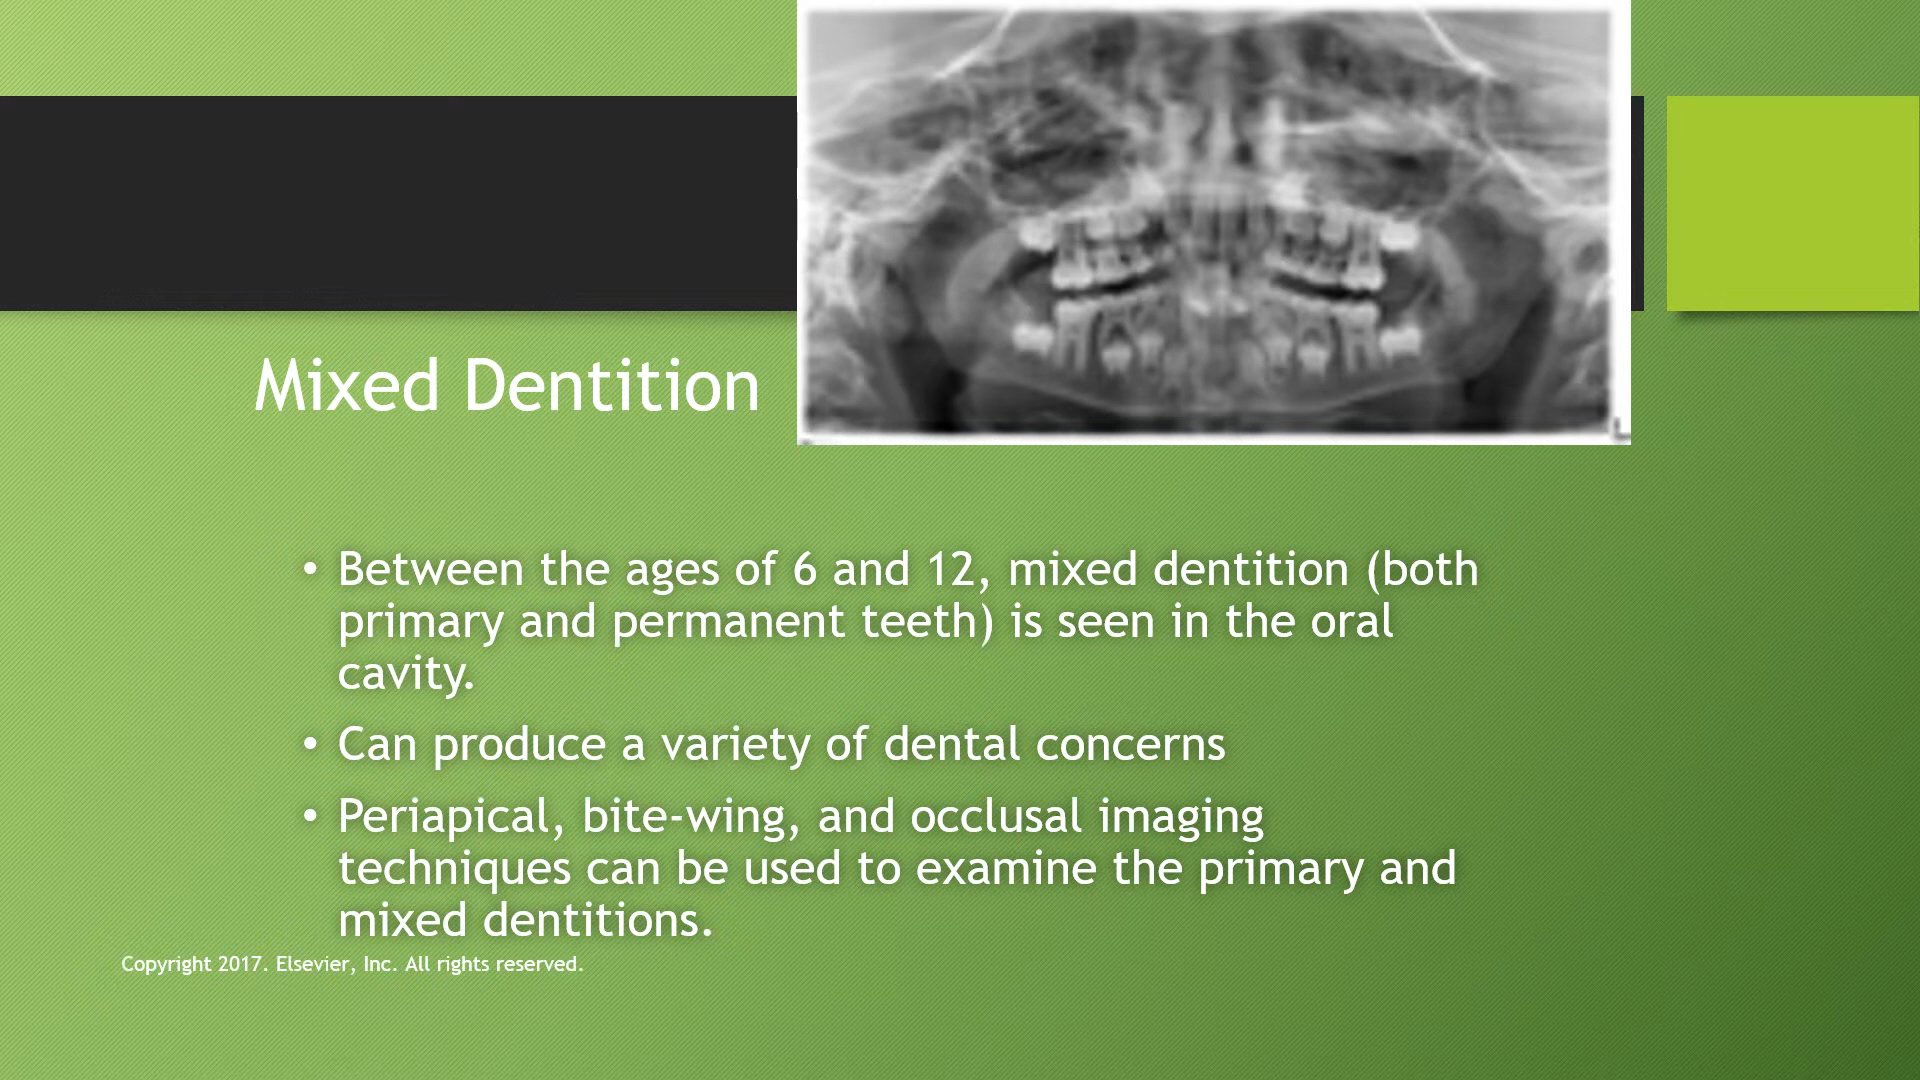 Mixed Dentition
• Between the ages of 6 and 12, mixed dentition (both
primary and permanent teeth) is seen in the oral
cavity.
• Can produce a variety of dental concerns
• Periapical, bite-wing, and occlusal imaging
techniques can be used to examine the primary and
mixed dentitions.
Copyright 2017. Elsevier, Inc. All rights reserved.